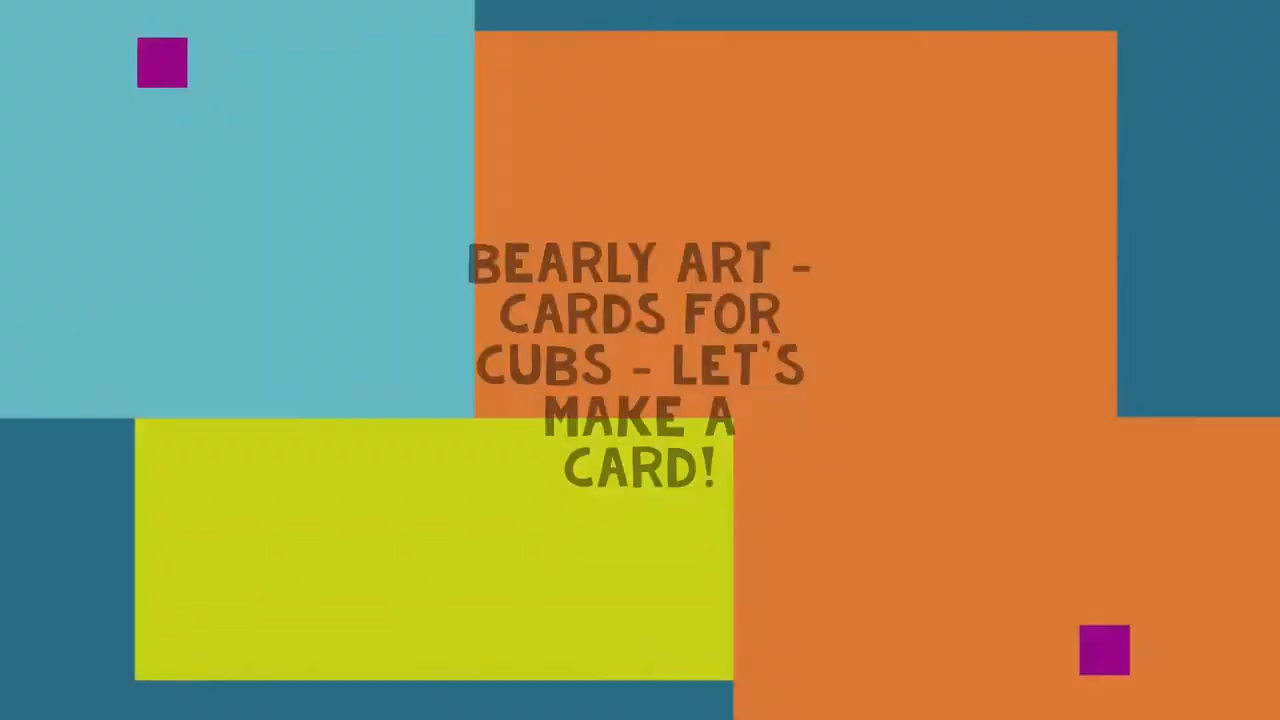 BEARLY ART -
CARDS FOR
CUBS - LET'S
MAKE A
CARD!